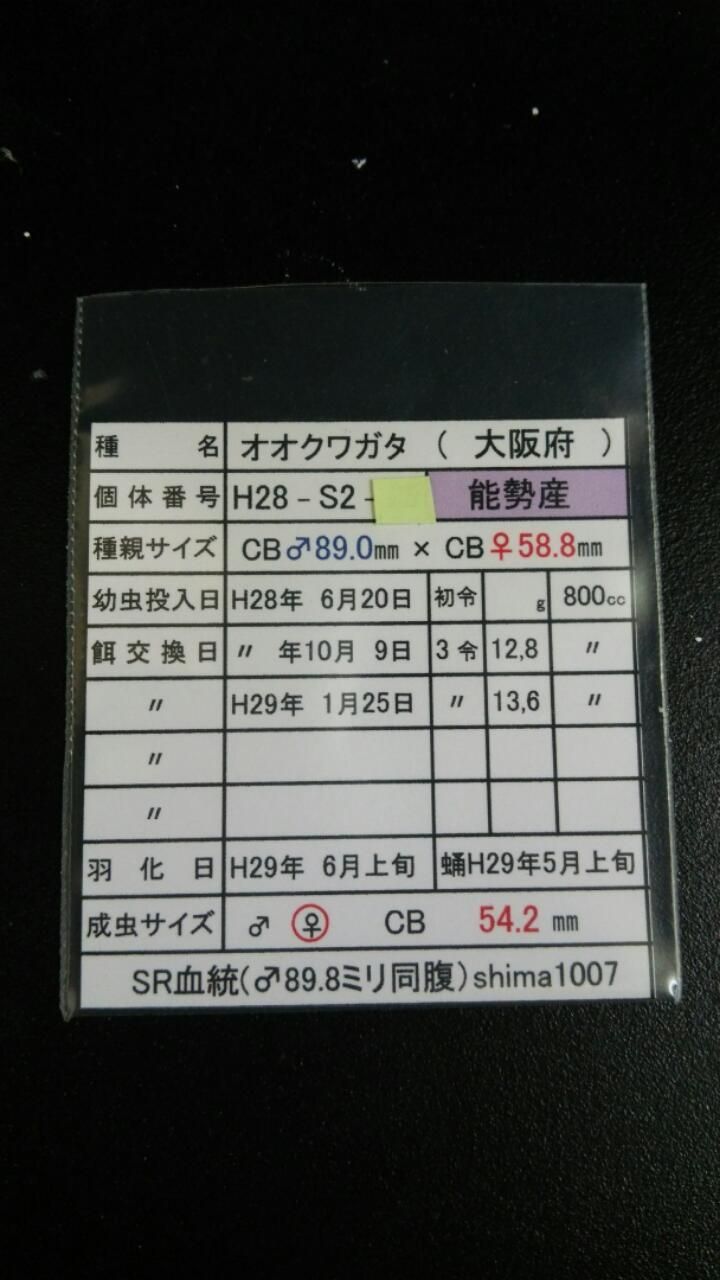 種名 オオクワガタ ( 大阪府 )
個体番号 H28-S2- 能勢産
種親サイズ CB♂89.0mm × CB♀58.8mm
幼虫投入日 H28年 6月20日 初令 g 800cc
餌交換日 〃 年10月 9日 3令 12,8 〃
〃 H29年 1月25日 〃 13,6 〃
〃
〃
羽化日 H29年 6月上旬 蛹H29年5月上旬
成虫サイズ ♂ ♀ CB 54.2 mm
SR血統(♂89.8ミリ同腹)shima1007